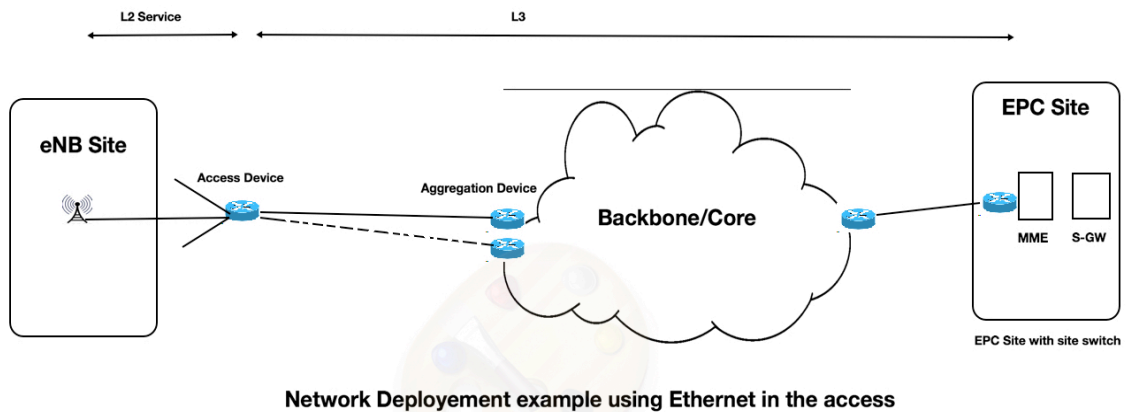 L2 Service
L3
eNB Site
EPC Site
Access Device
Aggregation Device
Backbone/Core
MME
S-GW
EPC Site with site switch
Network Deployement example using Ethernet in the access